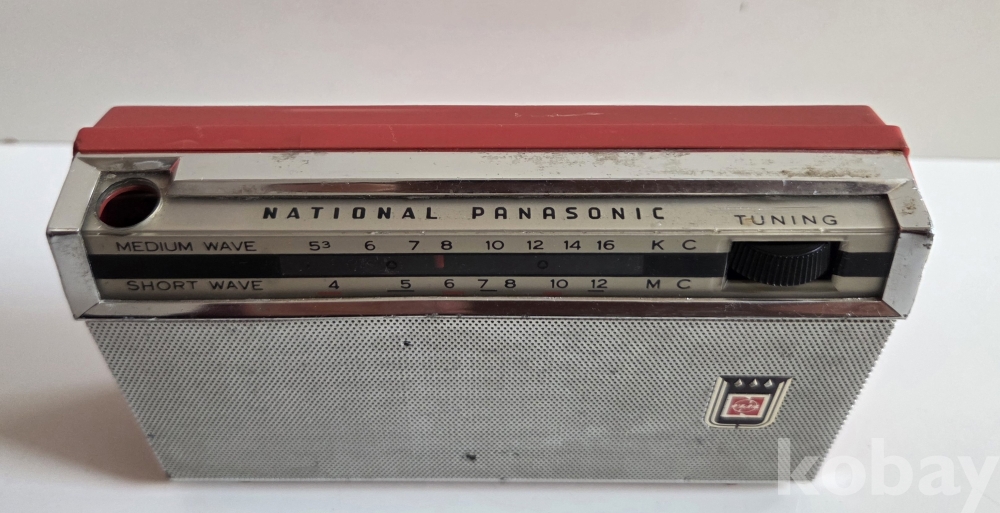 NATIONAL PANASONIC
TUNING
MEDIUM WAVE 53 6 7 8 10 12 14 16 K C
SHORT WAVE 4 5 6 7 8 10 12 M C
kobay